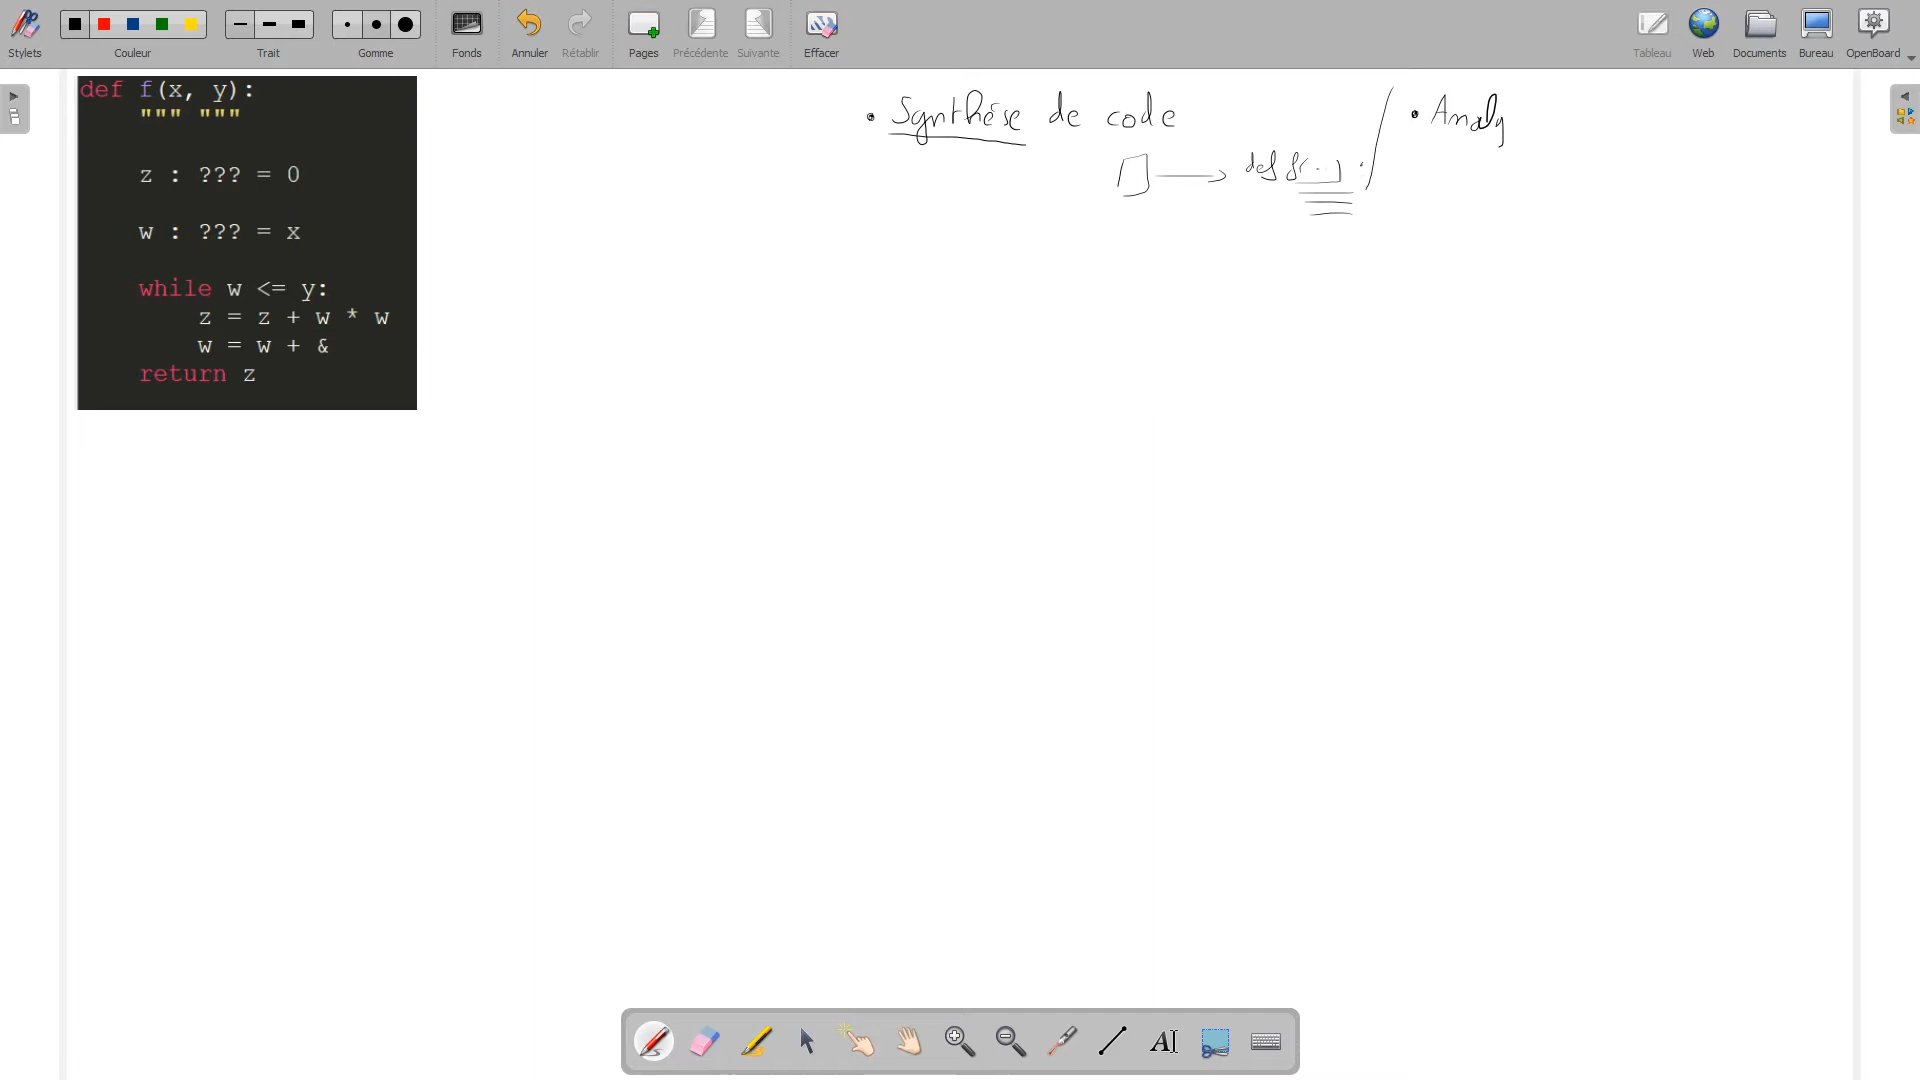 Stylets
Couleur
Trait
Gomme
Fonds
Annuler
Rétablir
Pages
Précédente
Suivante
Effacer
Tableau
Web
Documents
Bureau
OpenBoard
def f(x, y):
""" """
z : ??? = 0
w : ??? = x
while w <= y:
z = z + w * w
w = w + &
return z
• Synthèse de code
def f(..)
• Analy